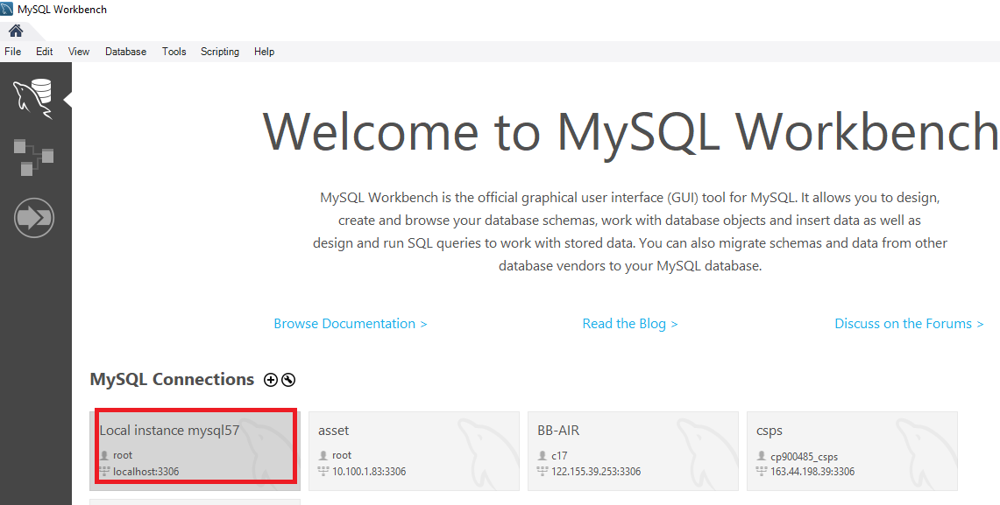 MySQL Workbench
File Edit View Database Tools Scripting Help
Welcome to MySQL Workbench
MySQL Workbench is the official graphical user interface (GUI) tool for MySQL. It allows you to design,
create and browse your database schemas, work with database objects and insert data as well as
design and run SQL queries to work with stored data. You can also migrate schemas and data from other
database vendors to your MySQL database.
Browse Documentation > Read the Blog > Discuss on the Forums >
MySQL Connections
Local instance mysql57
root
localhost:3306
asset
root
10.100.1.83:3306
BB-AIR
c17
122.155.39.253:3306
csps
cp900485_csps
163.44.198.39:3306